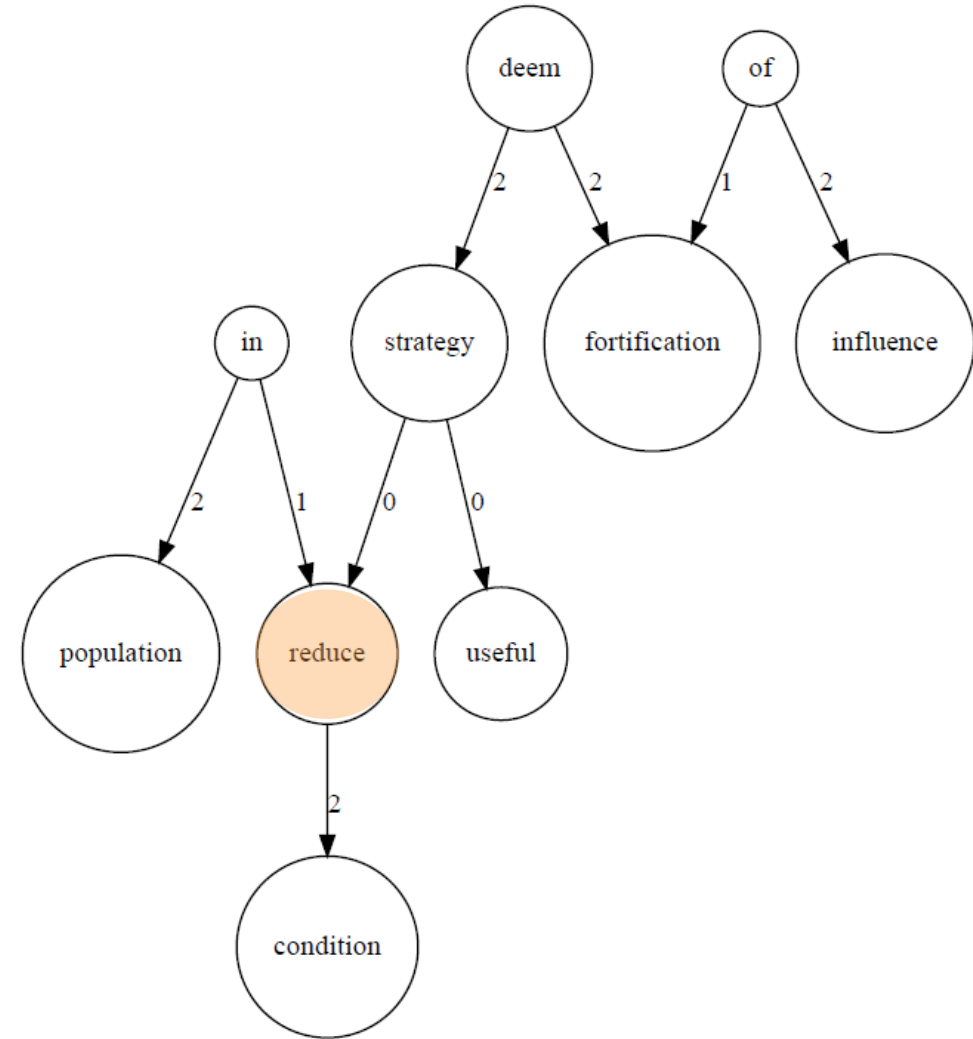 deem
of
2
2
1
2
in
strategy
fortification
influence
2
1
0
0
population
reduce
useful
2
condition